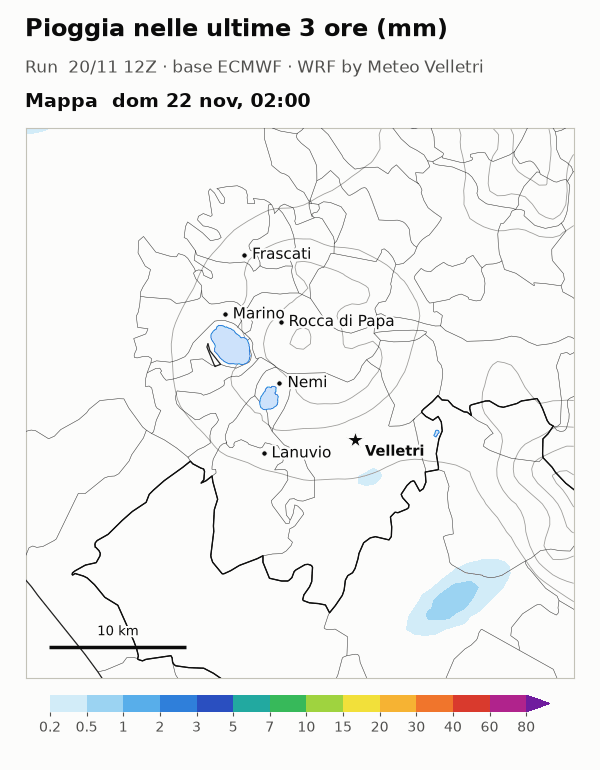 Pioggia nelle ultime 3 ore (mm)
Run  20/11 12Z · base ECMWF · WRF by Meteo Velletri
Mappa  dom 22 nov, 02:00
Frascati
Marino
Rocca di Papa
Nemi
Velletri
Lanuvio
10 km
0.2 0.5 1 2 3 5 7 10 15 20 30 40 60 80